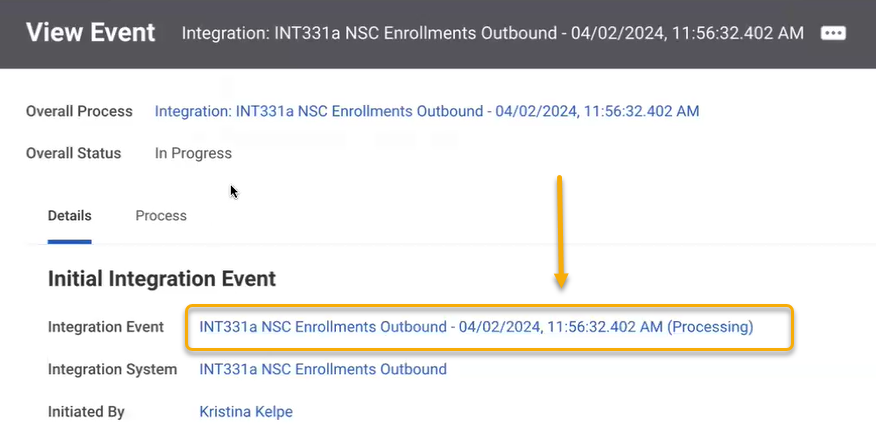 View Event Integration: INT331a NSC Enrollments Outbound - 04/02/2024, 11:56:32.402 AM
Overall Process Integration: INT331a NSC Enrollments Outbound - 04/02/2024, 11:56:32.402 AM
Overall Status In Progress
Details Process
Initial Integration Event
Integration Event INT331a NSC Enrollments Outbound - 04/02/2024, 11:56:32.402 AM (Processing)
Integration System INT331a NSC Enrollments Outbound
Initiated By Kristina Kelpe